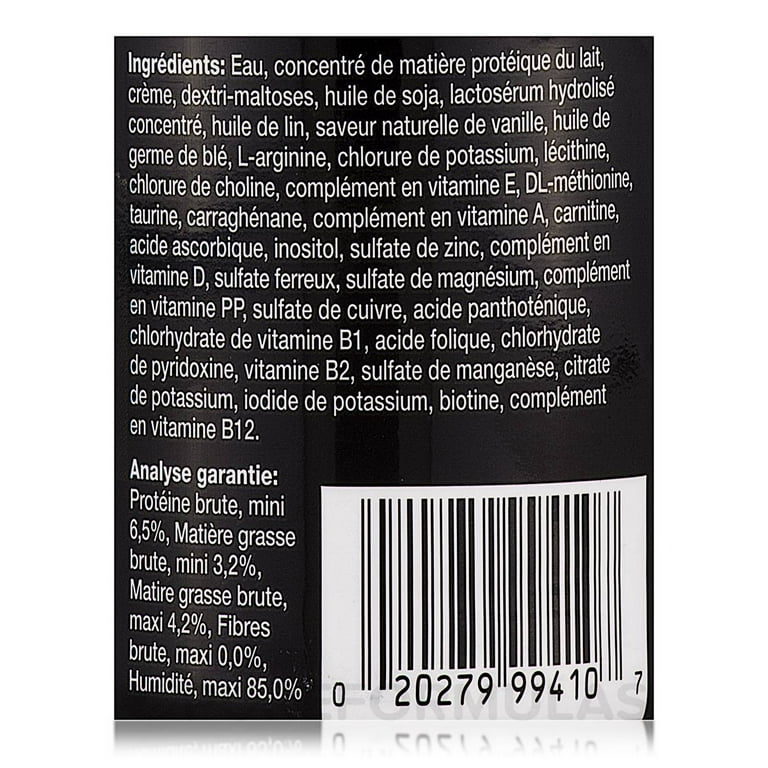 Ingrédients: Eau, concentré de matière protéique du lait,
crème, dextri-maltoses, huile de soja, lactosérum hydrolisé
concentré, huile de lin, saveur naturelle de vanille, huile de
germe de blé, L-arginine, chlorure de potassium, lécithine,
chlorure de choline, complément en vitamine E, DL-méthionine,
taurine, carraghénane, complément en vitamine A, carnitine,
acide ascorbique, inositol, sulfate de zinc, complément en
vitamine D, sulfate ferreux, sulfate de magnésium, complément
en vitamine PP, sulfate de cuivre, acide panthoténique,
chlorhydrate de vitamine B1, acide folique, chlorhydrate
de pyridoxine, vitamine B2, sulfate de manganèse, citrate
de potassium, iodide de potassium, biotine, complément
en vitamine B12.
Analyse garantie:
Protéine brute, mini
6,5%, Matière grasse
brute, mini 3,2%,
Matire grasse brute,
maxi 4,2%, Fibres
brute, maxi 0,0%,
Humidité, maxi 85,0%
0 20279 99410 7